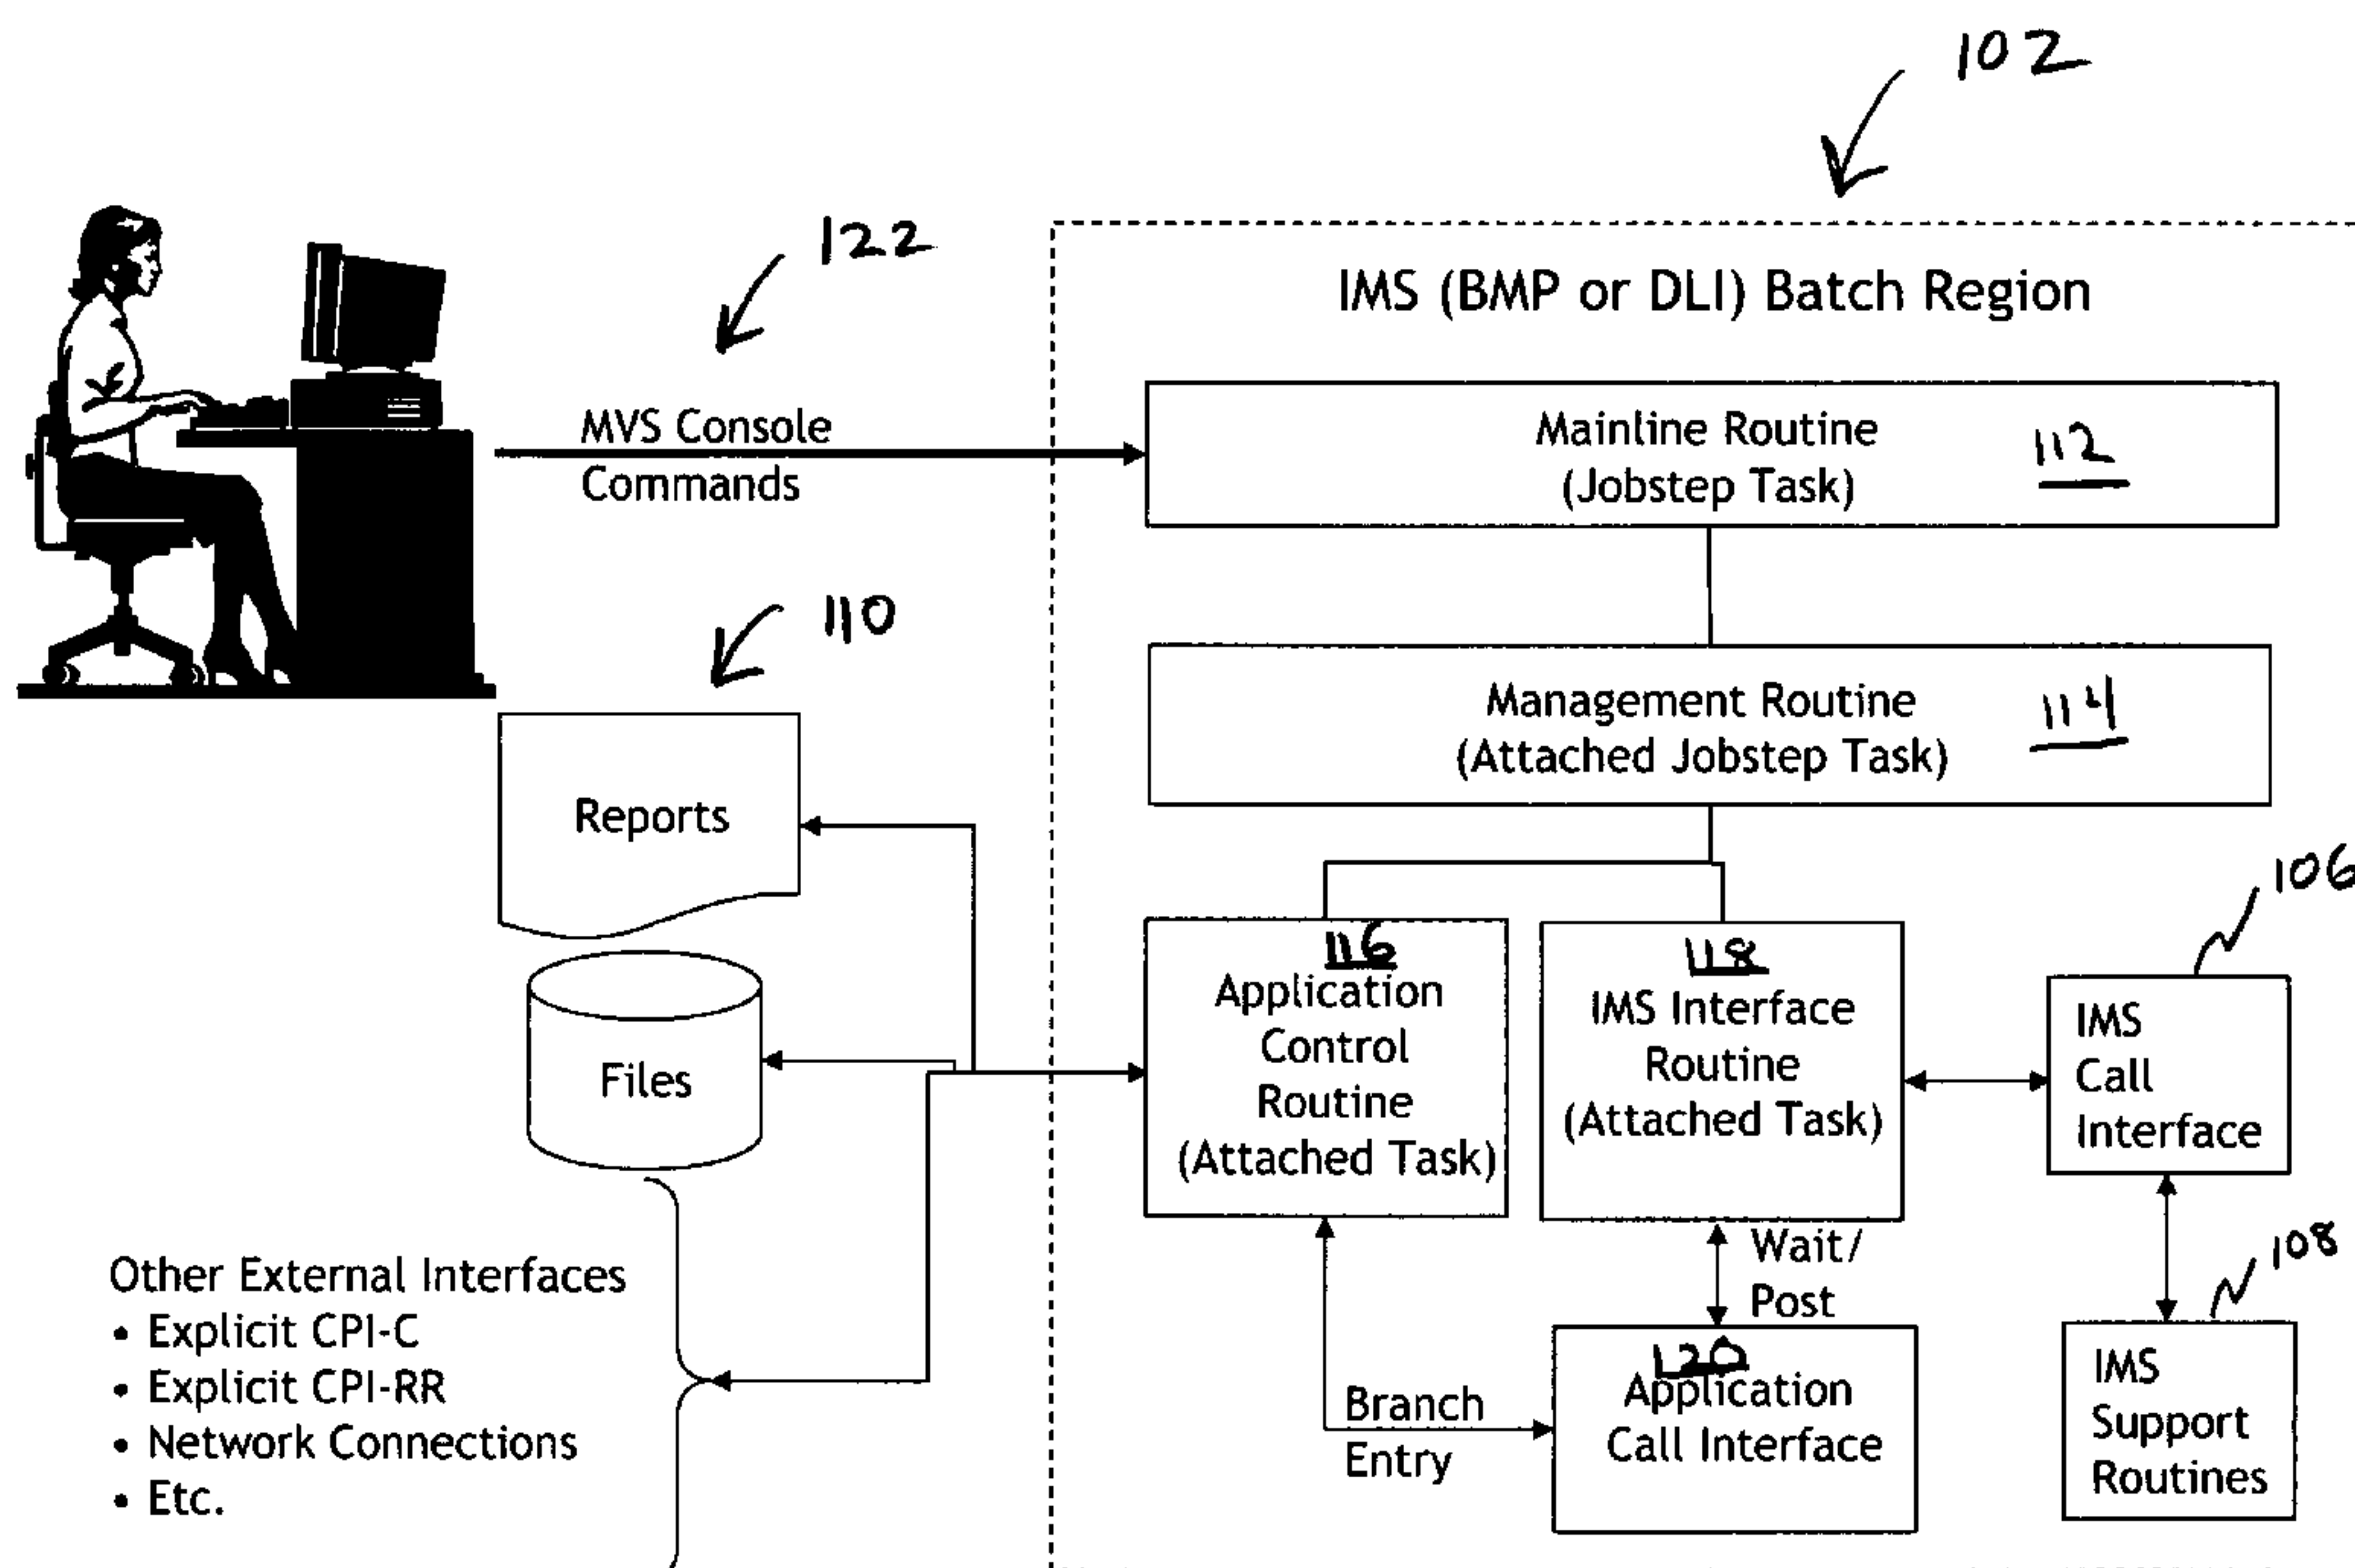 102
122
IMS (BMP or DLI) Batch Region
MVS Console
Commands
Mainline Routine
(Jobstep Task)
112
110
Management Routine
(Attached Jobstep Task)
114
Reports
Files
116
Application
Control
Routine
(Attached Task)
118
IMS Interface
Routine
(Attached Task)
106
IMS
Call
Interface
Wait/
Post
108
Other External Interfaces
• Explicit CPI-C
• Explicit CPI-RR
• Network Connections
• Etc.
Branch
Entry
120
Application
Call Interface
IMS
Support
Routines